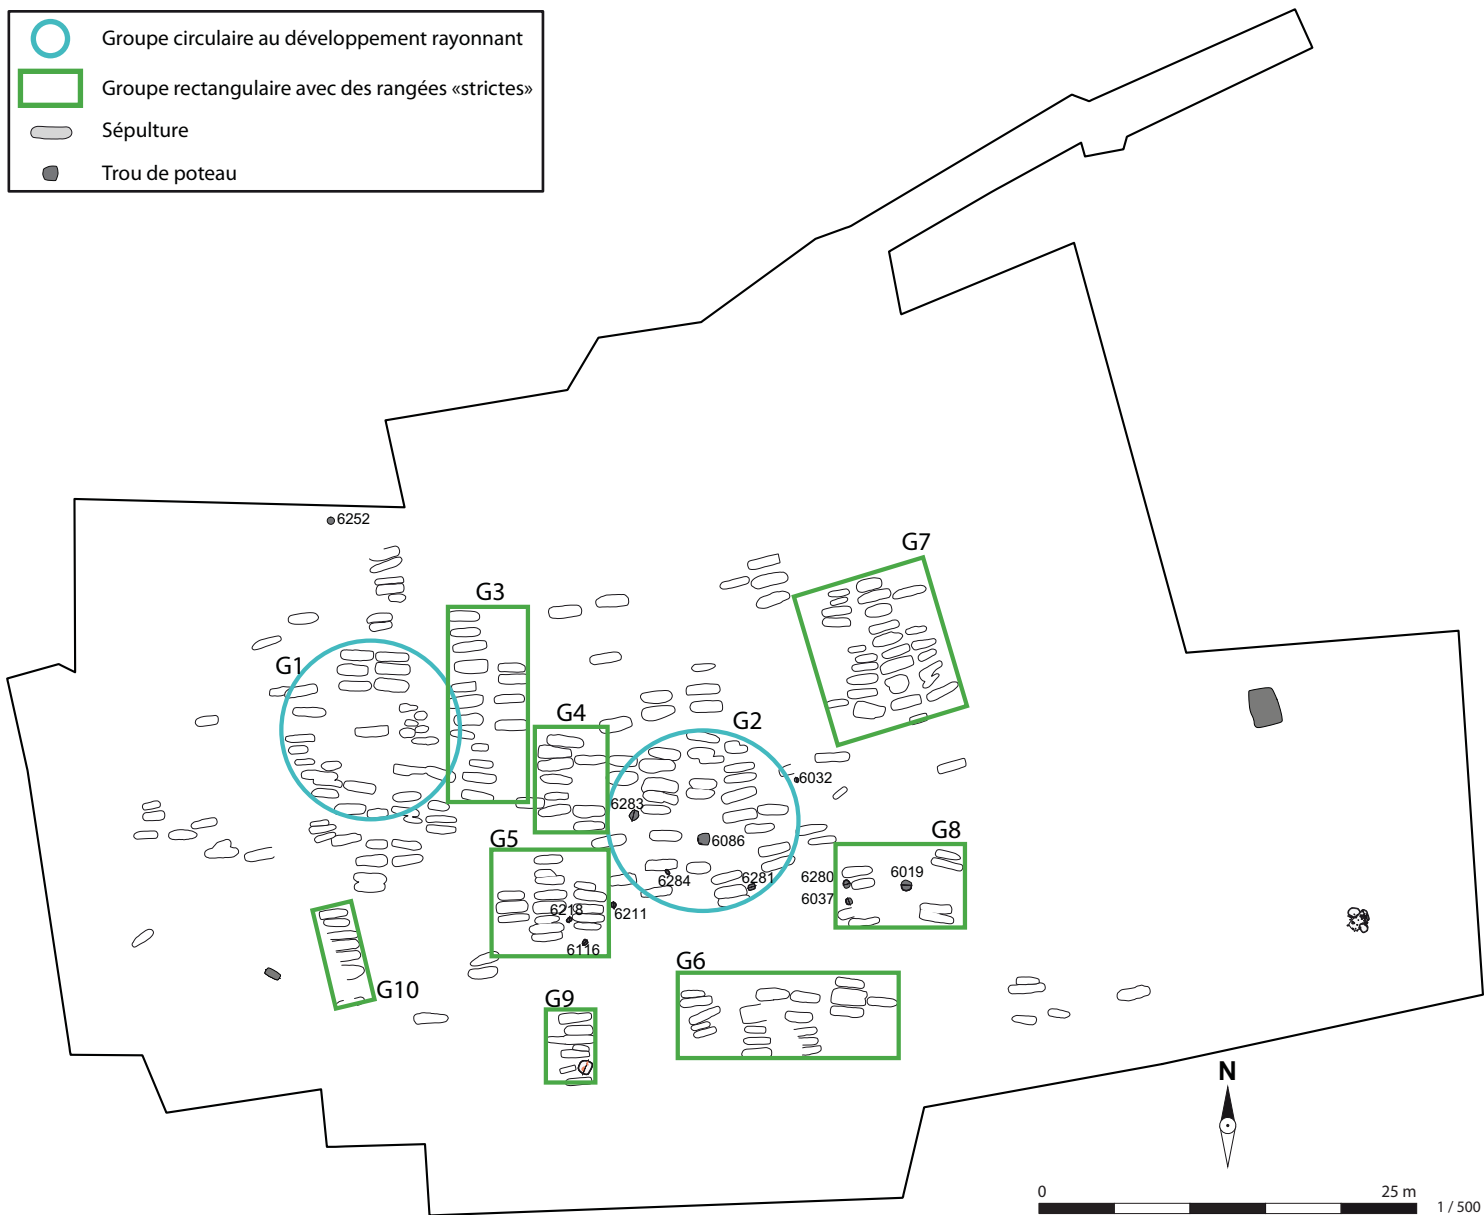 Groupe circulaire au développement rayonnant
Groupe rectangulaire avec des rangées «strictes»
Sépulture
Trou de poteau
6252
G7
G3
G1
G4
G2
6032
6283
6086
G5
G8
6284
6281
6280
6019
6037
6218
6211
6116
G6
G10
G9
N
0
25 m
1 / 500